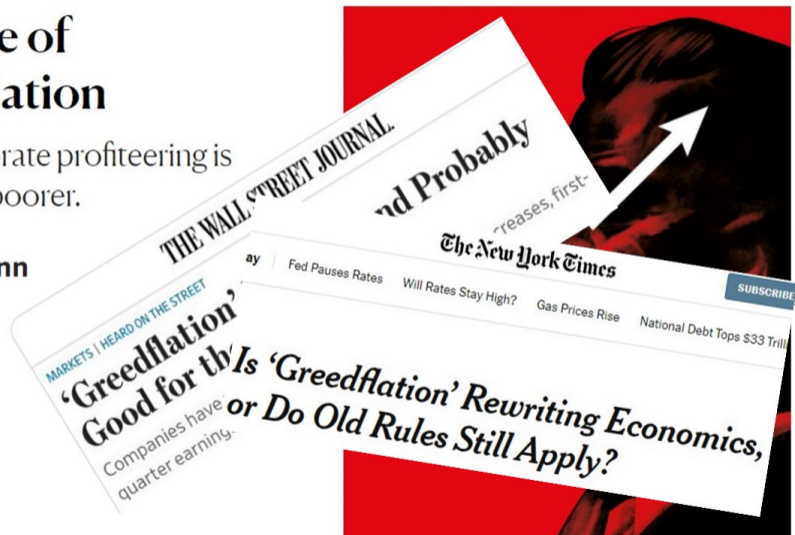 e of
ation
rate profiteering is
poorer.
nn
THE WALL STREET JOURNAL.
nd Probably
creases, first-
MARKETS | HEARD ON THE STREET
‘Greedflation’
Good for th
Companies have
quarter earning
The New York Times
SUBSCRIBE
ay Fed Pauses Rates Will Rates Stay High? Gas Prices Rise National Debt Tops $33 Trill
Is ‘Greedflation’ Rewriting Economics,
or Do Old Rules Still Apply?